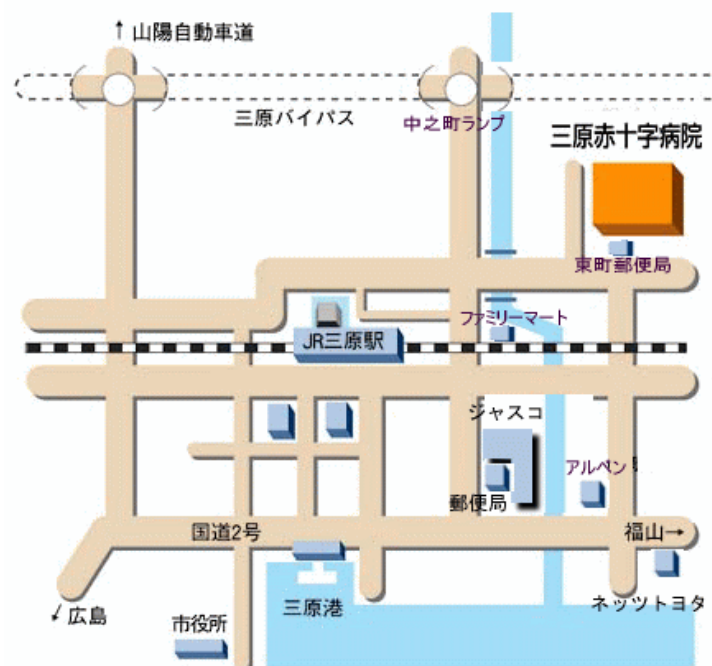 ↑山陽自動車道
三原バイパス
中之町ランプ
三原赤十字病院
東町郵便局
ファミリーマート
JR三原駅
ジャスコ
アルペン
郵便局
国道2号
福山→
↙広島
三原港
ネッツトヨタ
市役所